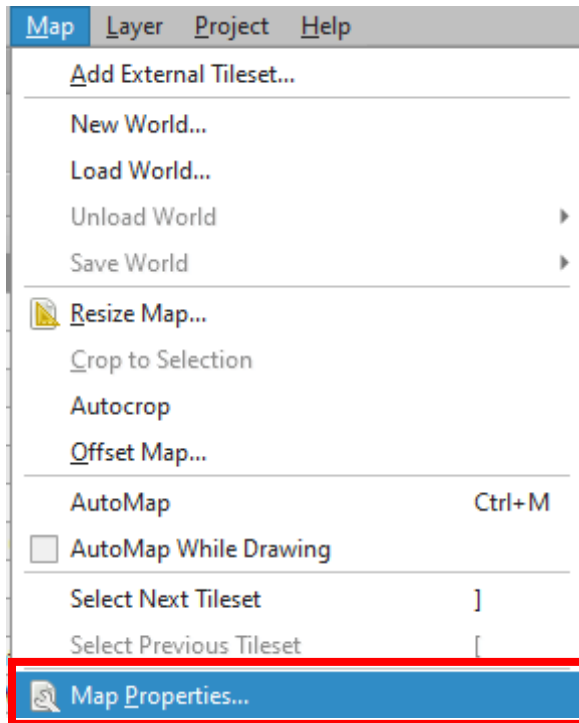 Map Layer Project Help
Add External Tileset...
New World...
Load World...
Unload World
Save World
Resize Map...
Crop to Selection
Autocrop
Offset Map...
AutoMap Ctrl+M
AutoMap While Drawing
Select Next Tileset ]
Select Previous Tileset [
Map Properties...